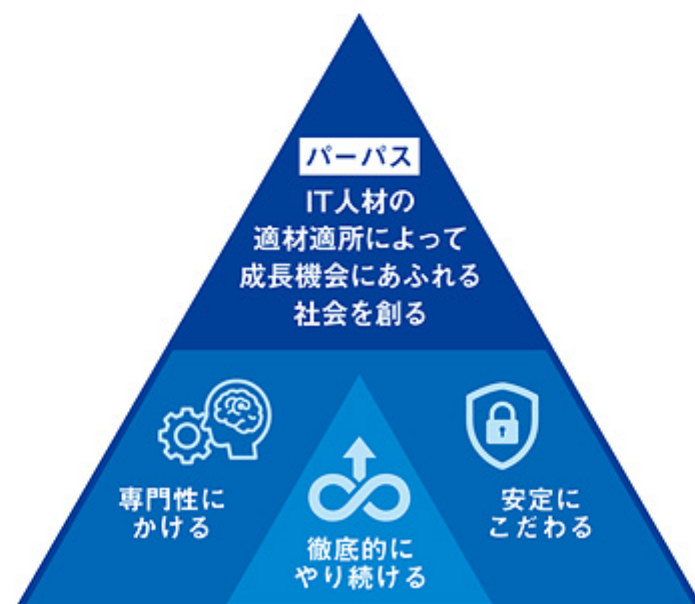 パーパス
IT人材の
適材適所によって
成長機会にあふれる
社会を創る
専門性に
かける
徹底的に
やり続ける
安定に
こだわる